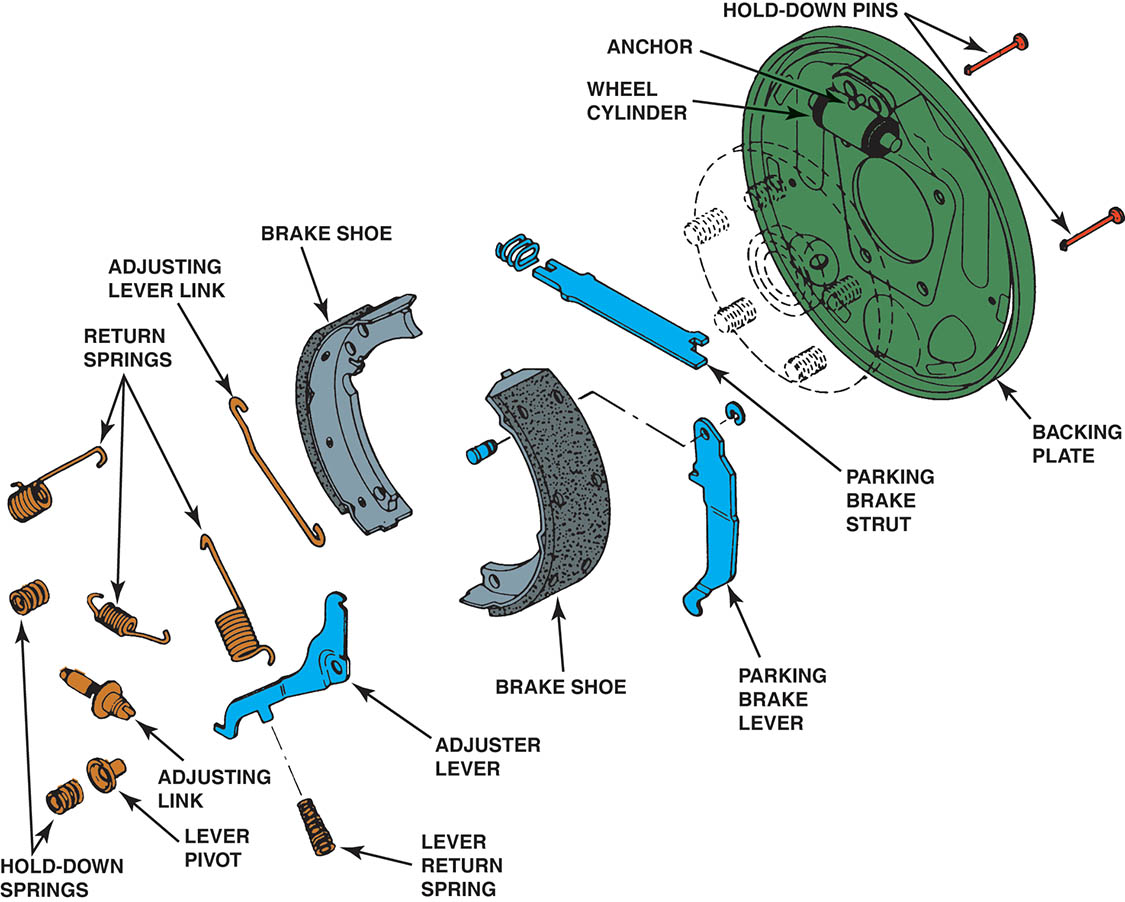 HOLD-DOWN PINS
ANCHOR
WHEEL
CYLINDER
BRAKE SHOE
ADJUSTING
LEVER LINK
RETURN
SPRINGS
BACKING
PLATE
PARKING
BRAKE
STRUT
BRAKE SHOE
PARKING
BRAKE
LEVER
ADJUSTER
LEVER
ADJUSTING
LINK
LEVER
PIVOT
LEVER
RETURN
SPRING
HOLD-DOWN
SPRINGS